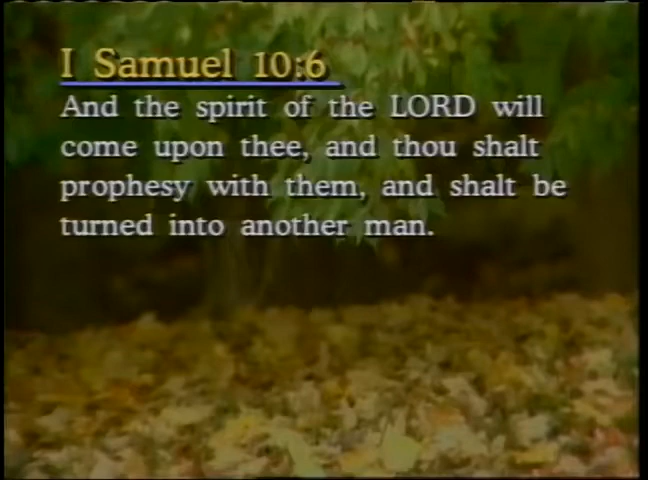 I Samuel 10:6
And the spirit of the LORD will
come upon thee, and thou shalt
prophesy with them, and shalt be
turned into another man.